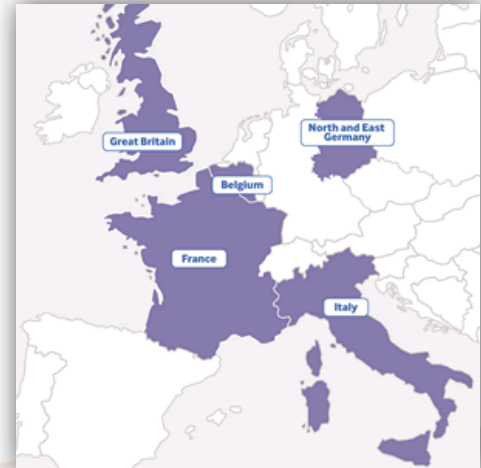 Great Britain
North and East
Germany
Belgium
France
Italy